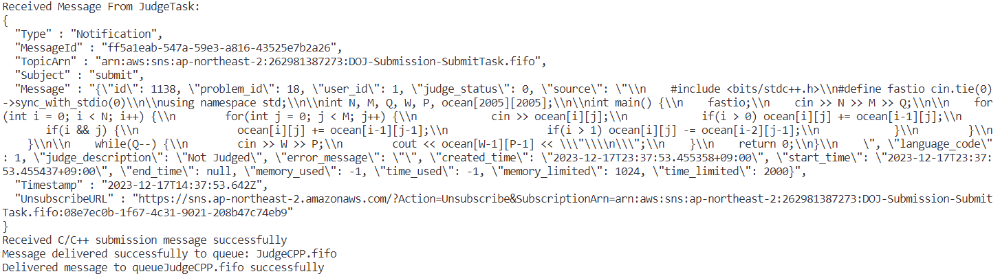 Received Message From JudgeTask:
{
  "Type" : "Notification",
  "MessageId" : "ff5a1eab-547a-59e3-a816-43525e7b2a26",
  "TopicArn" : "arn:aws:sns:ap-northeast-2:262981387273:DOJ-Submission-SubmitTask.fifo",
  "Subject" : "submit",
  "Message" : "{\"id\": 1138, \"problem_id\": 18, \"user_id\": 1, \"judge_status\": 0, \"source\": \"\\n    #include <bits/stdc++.h>\\n#define fastio cin.tie(0)
->sync_with_stdio(0)\\n\\nusing namespace std;\\n\\nint N, M, Q, W, P, ocean[2005][2005];\\n\\nint main() {\\n    fastio;\\n    cin >> N >> M >> Q;\\n\\n    for
(int i = 0; i < N; i++) {\\n        for(int j = 0; j < M; j++) {\\n            cin >> ocean[i][j];\\n            if(i > 0) ocean[i][j] += ocean[i-1][j];\\n
      if(i && j) {\\n                ocean[i][j] += ocean[i-1][j-1];\\n                if(i > 1) ocean[i][j] -= ocean[i-2][j-1];\\n            }\\n        }\\n
   }\\n\\n    while(Q--) {\\n        cin >> W >> P;\\n        cout << ocean[W-1][P-1] << \\\"\\\\n\\\";\\n    }\\n    return 0;\\n}\\n    \", \"language_code\"
: 1, \"judge_description\": \"Not Judged\", \"error_message\": \"\", \"created_time\": \"2023-12-17T23:37:53.455358+09:00\", \"start_time\": \"2023-12-17T23:37:
53.455437+09:00\", \"end_time\": null, \"memory_used\": -1, \"time_used\": -1, \"memory_limited\": 1024, \"time_limited\": 2000}",
  "Timestamp" : "2023-12-17T14:37:53.642Z",
  "UnsubscribeURL" : "https://sns.ap-northeast-2.amazonaws.com/?Action=Unsubscribe&SubscriptionArn=arn:aws:sns:ap-northeast-2:262981387273:DOJ-Submission-Submit
Task.fifo:08e7ec0b-1f67-4c31-9021-208b47c74eb9"
}
Received C/C++ submission message successfully
Message delivered successfully to queue: JudgeCPP.fifo
Delivered message to queueJudgeCPP.fifo successfully